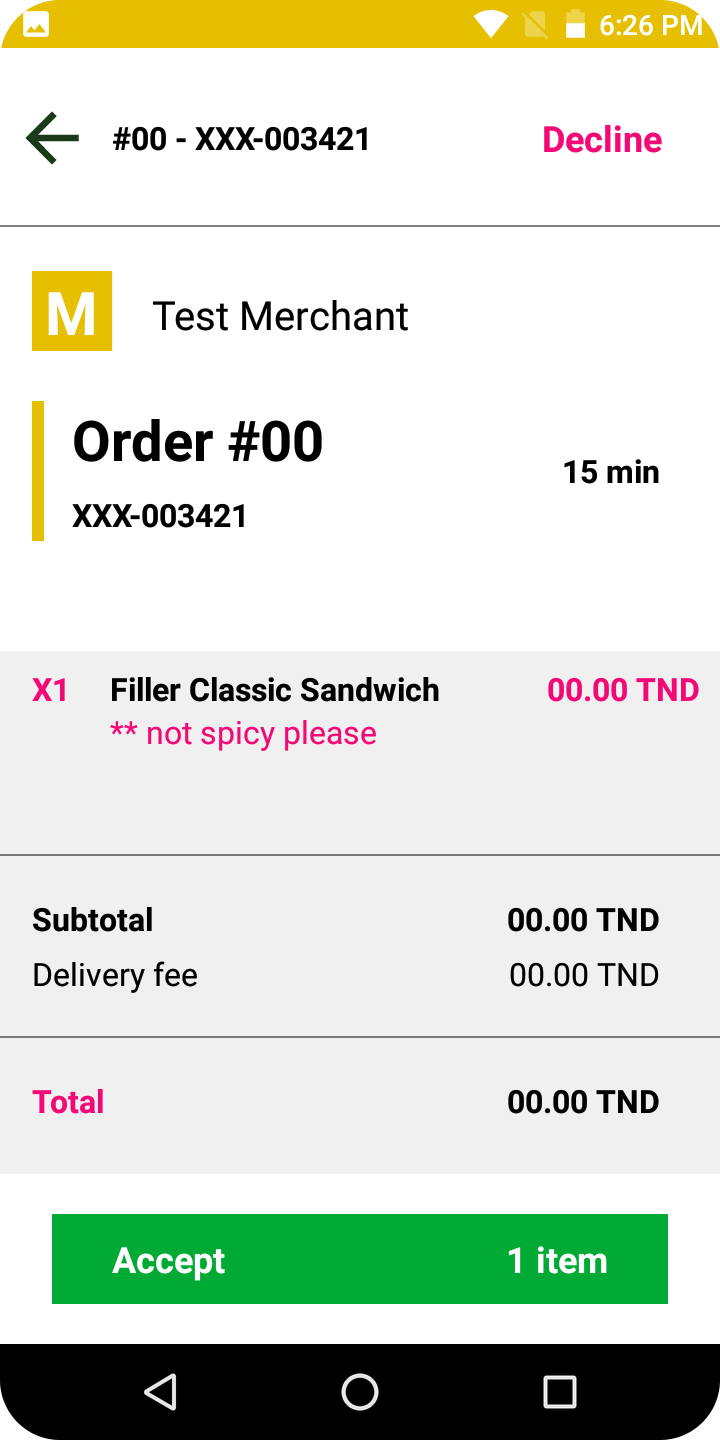 6:26 PM
#00 - XXX-003421 Decline
M Test Merchant
Order #00
15 min
XXX-003421
X1 Filler Classic Sandwich 00.00 TND
** not spicy please
Subtotal 00.00 TND
Delivery fee 00.00 TND
Total 00.00 TND
Accept 1 item